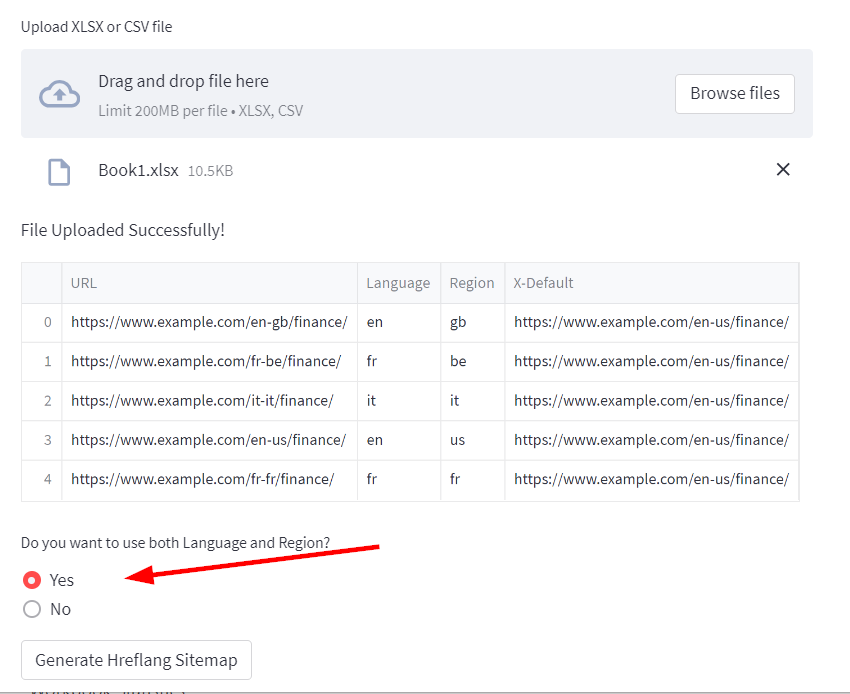 Upload XLSX or CSV file
Drag and drop file here
Limit 200MB per file • XLSX, CSV
Browse files
Book1.xlsx 10.5KB
File Uploaded Successfully!
URL Language Region X-Default
0 https://www.example.com/en-gb/finance/ en gb https://www.example.com/en-us/finance/
1 https://www.example.com/fr-be/finance/ fr be https://www.example.com/en-us/finance/
2 https://www.example.com/it-it/finance/ it it https://www.example.com/en-us/finance/
3 https://www.example.com/en-us/finance/ en us https://www.example.com/en-us/finance/
4 https://www.example.com/fr-fr/finance/ fr fr https://www.example.com/en-us/finance/
Do you want to use both Language and Region?
Yes
No
Generate Hreflang Sitemap